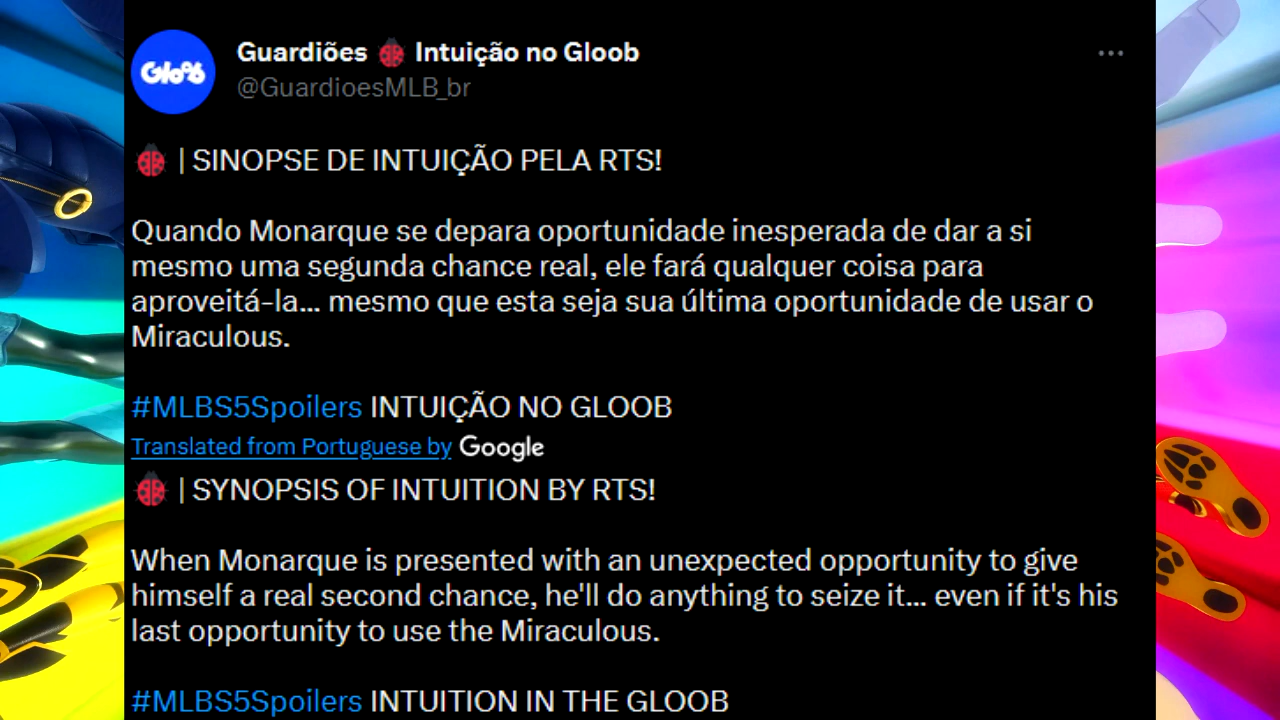 Gloob
Guardiões 🐞 Intuição no Gloob
@GuardioesMLB_br
🐞 | SINOPSE DE INTUIÇÃO PELA RTS!
Quando Monarque se depara oportunidade inesperada de dar a si
mesmo uma segunda chance real, ele fará qualquer coisa para
aproveitá-la... mesmo que esta seja sua última oportunidade de usar o
Miraculous.
#MLBS5Spoilers INTUIÇÃO NO GLOOB
Translated from Portuguese by Google
🐞 | SYNOPSIS OF INTUITION BY RTS!
When Monarque is presented with an unexpected opportunity to give
himself a real second chance, he'll do anything to seize it... even if it's his
last opportunity to use the Miraculous.
#MLBS5Spoilers INTUITION IN THE GLOOB